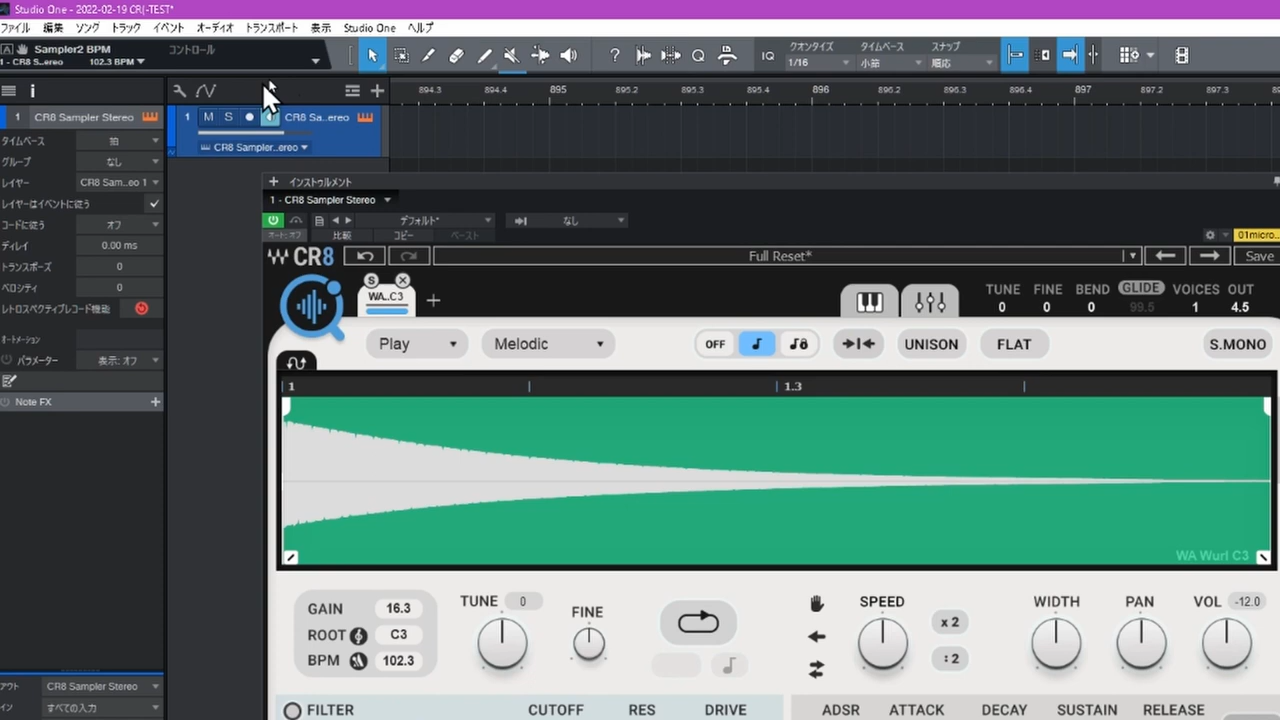 Studio One - 2022-02-19 CR(-TEST*
ファイル 編集 ソング トラック イベント オーディオ トランスポート 表示 Studio One ヘルプ
Sampler2 BPM コントロール
1 - CR8 S..ereo 102.3 BPM
IQ クオンタイズ 1/16 タイムベース 小節 スナップ 順応
894.3 894.4 895 895.2 895.3 895.4 896 896.2 896.3 896.4 897 897.2 897.3
1 CR8 Sampler Stereo
1 M S CR8 Sa..ereo
CR8 Sampler..ereo
タイムベース 拍
グループ なし
レイヤー CR8 Sam..eo 1
レイヤーはイベントに従う
コードに従う オフ
ディレイ 0.00 ms
トランスポーズ 0
ベロシティ 0
レトロスペクティブレコード機能
オートメーション
パラメーター 表示: オフ
Note FX
インストゥルメント
1 - CR8 Sampler Stereo
デフォルト* なし
オート: オフ 比較 コピー ペースト
01micro...
CR8 Full Reset* Save
S
WA..C3
TUNE FINE BEND GLIDE VOICES OUT
0 0 0 99.5 1 4.5
Play Melodic OFF UNISON FLAT S.MONO
1 1.3
WA Wurl C3
GAIN 16.3
ROOT C3
BPM 102.3
TUNE 0 FINE SPEED x 2 : 2 WIDTH PAN VOL -12.0
FILTER CUTOFF RES DRIVE ADSR ATTACK DECAY SUSTAIN RELEASE
アウト CR8 Sampler Stereo
イン すべての入力